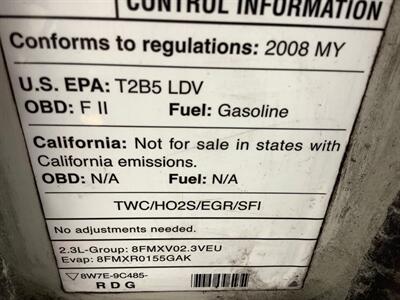 CONTROL INFORMATION
Conforms to regulations: 2008 MY
U.S. EPA: T2B5 LDV
OBD: F II Fuel: Gasoline
California: Not for sale in states with
California emissions.
OBD: N/A Fuel: N/A
TWC/HO2S/EGR/SFI
No adjustments needed.
2.3L-Group: 8FMXV02.3VEU
Evap: 8FMXR0155GAK
8W7E-9C485-
RDG